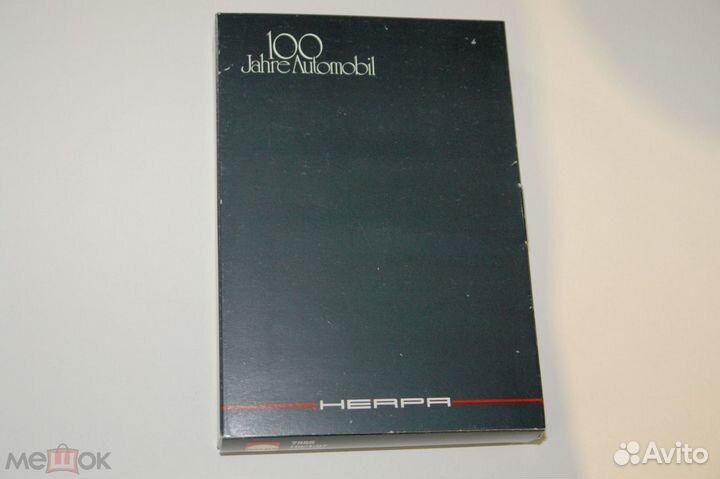 100
Jahre Automobil
HERPA
мешок
Avito